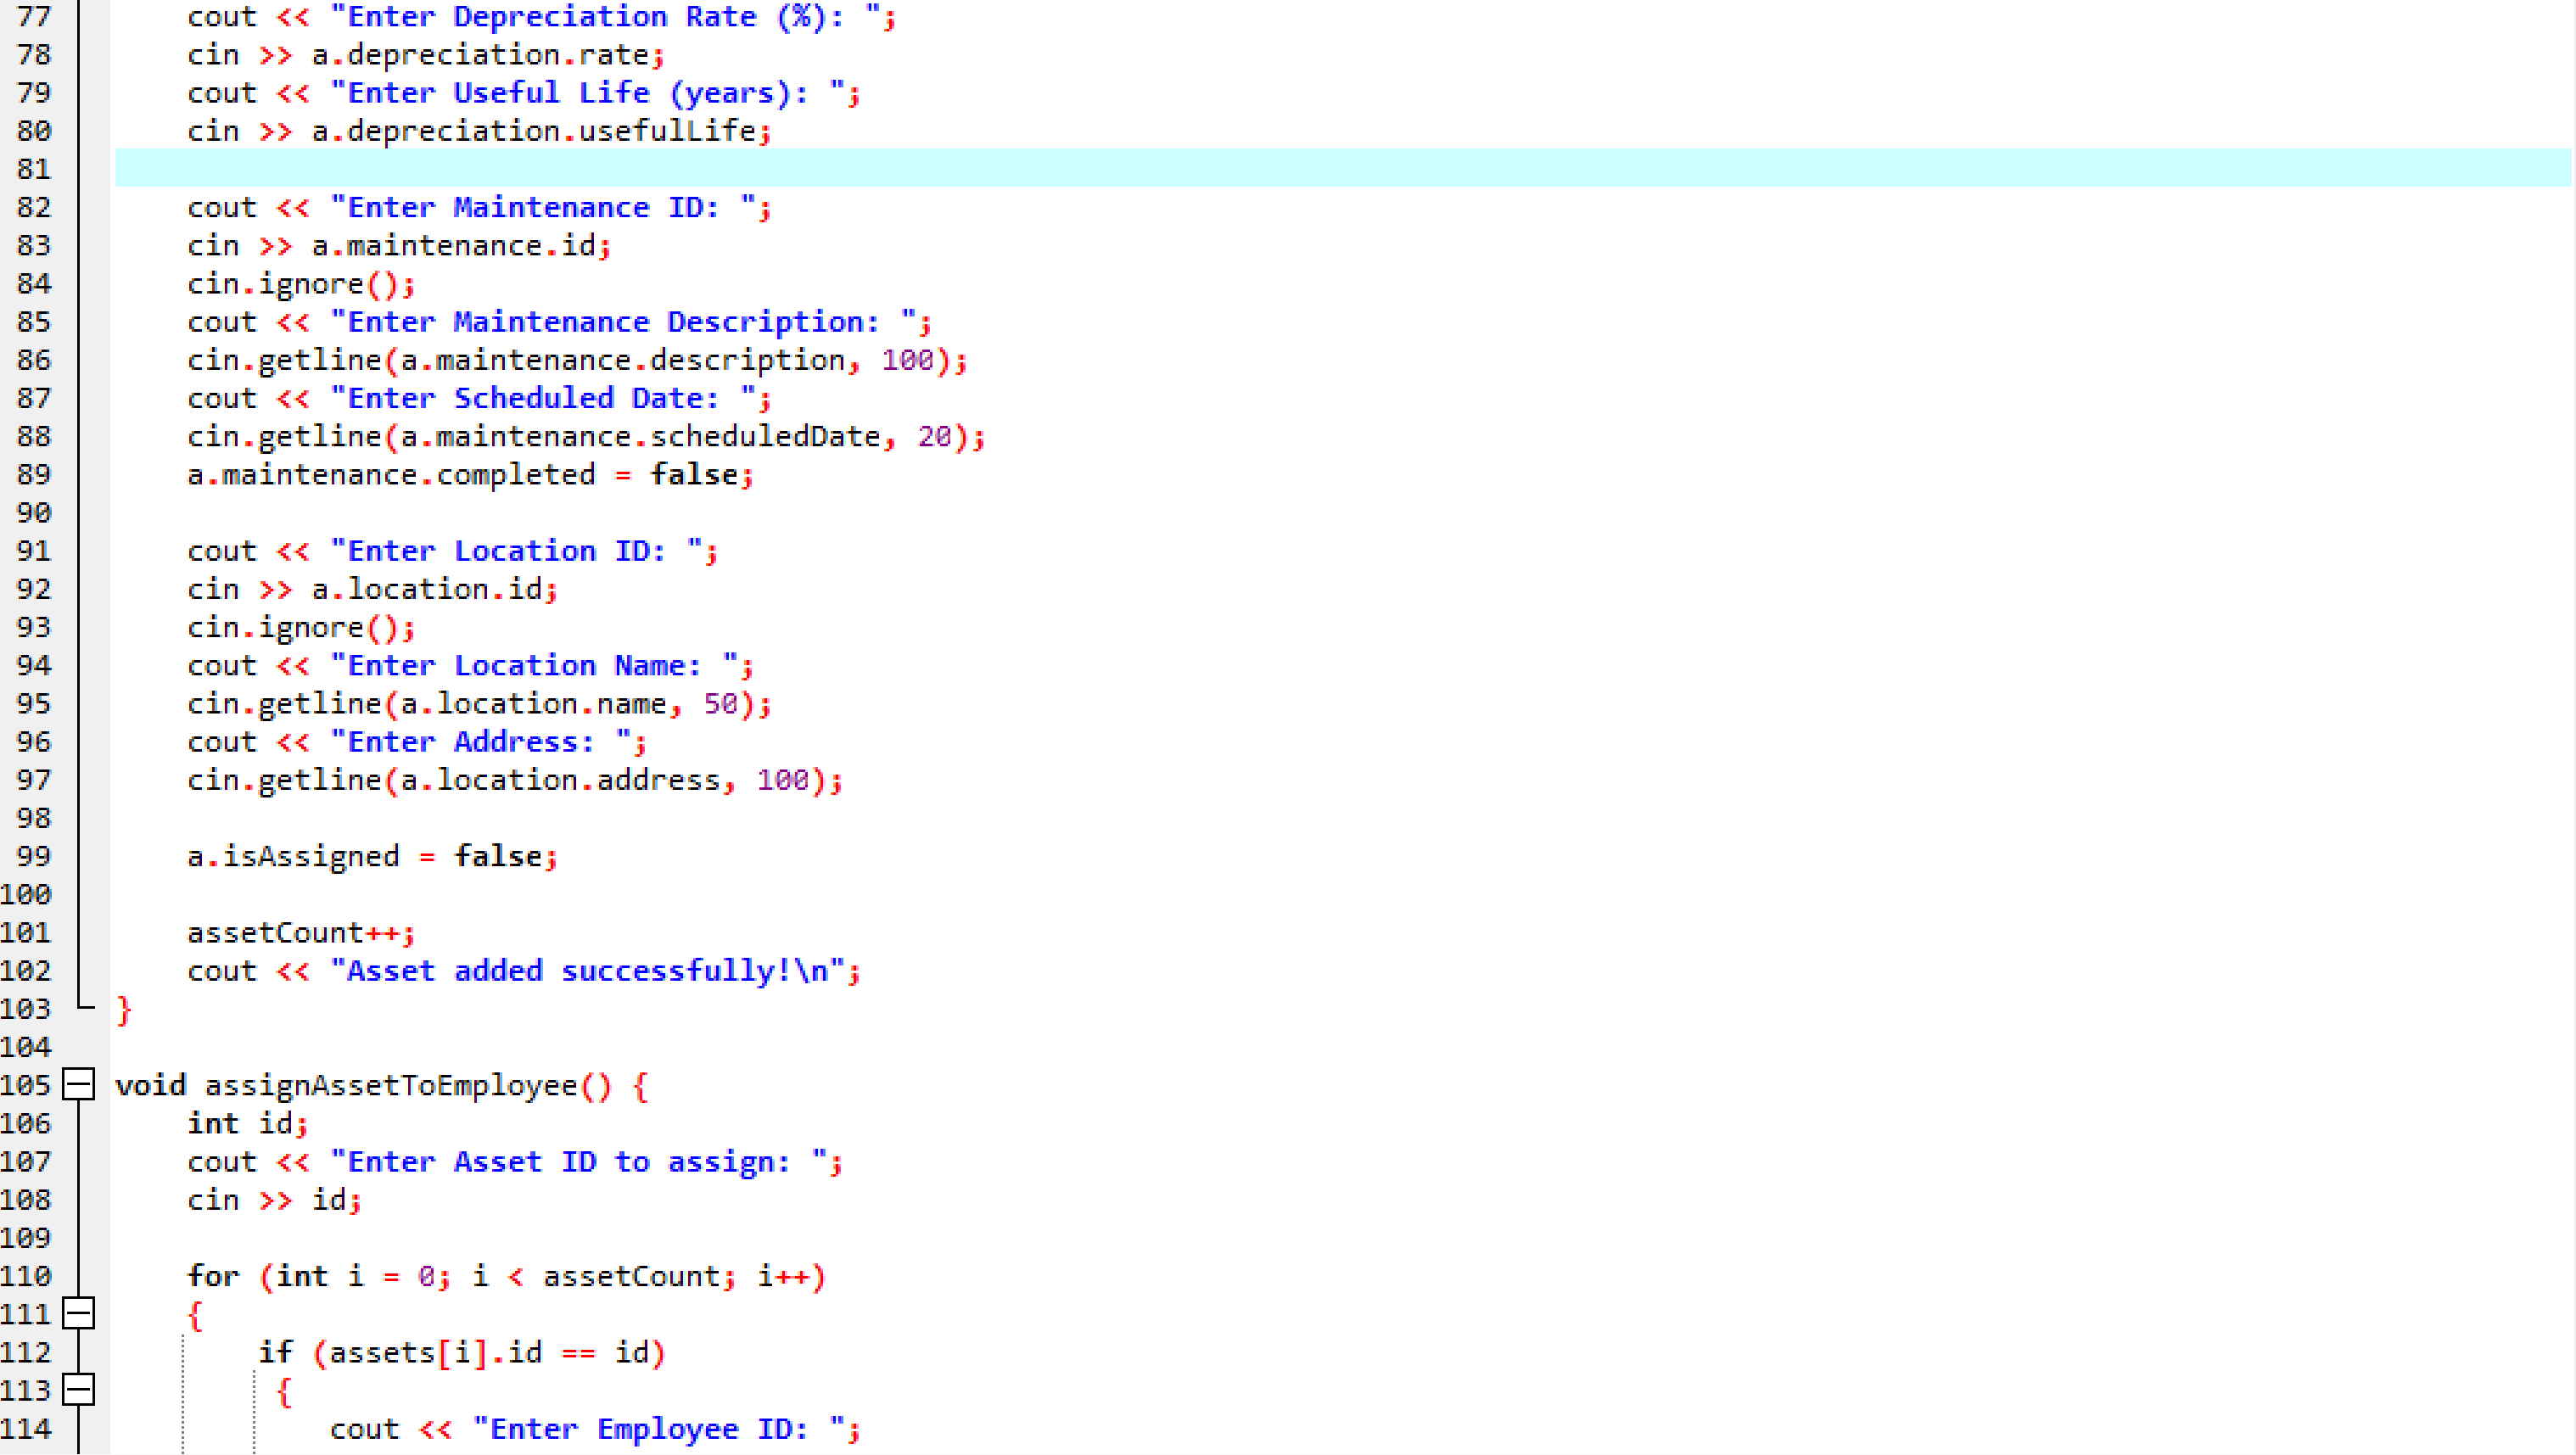 77 cout << "Enter Depreciation Rate (%): ";
78 cin >> a.depreciation.rate;
79 cout << "Enter Useful Life (years): ";
80 cin >> a.depreciation.usefulLife;
81
82 cout << "Enter Maintenance ID: ";
83 cin >> a.maintenance.id;
84 cin.ignore();
85 cout << "Enter Maintenance Description: ";
86 cin.getline(a.maintenance.description, 100);
87 cout << "Enter Scheduled Date: ";
88 cin.getline(a.maintenance.scheduledDate, 20);
89 a.maintenance.completed = false;
90
91 cout << "Enter Location ID: ";
92 cin >> a.location.id;
93 cin.ignore();
94 cout << "Enter Location Name: ";
95 cin.getline(a.location.name, 50);
96 cout << "Enter Address: ";
97 cin.getline(a.location.address, 100);
98
99 a.isAssigned = false;
100
101 assetCount++;
102 cout << "Asset added successfully!\n";
103 }
104
105 void assignAssetToEmployee() {
106 int id;
107 cout << "Enter Asset ID to assign: ";
108 cin >> id;
109
110 for (int i = 0; i < assetCount; i++)
111 {
112 if (assets[i].id == id)
113 {
114 cout << "Enter Employee ID: ";